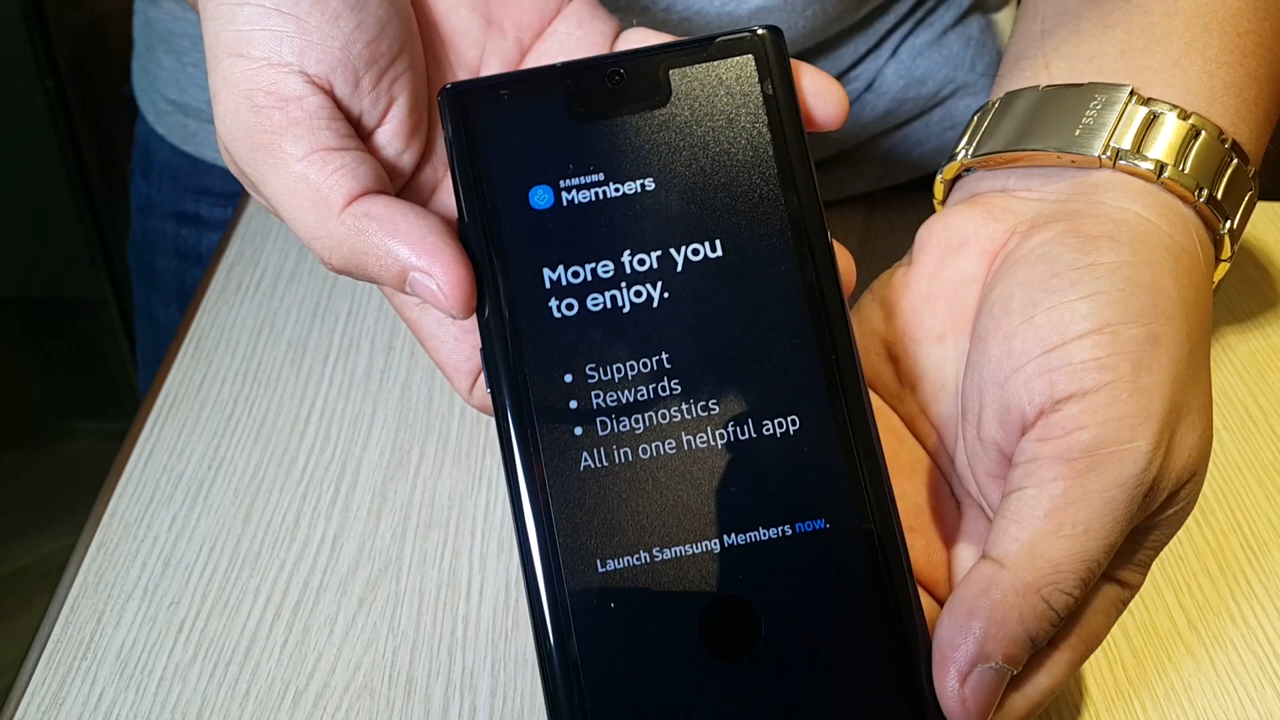 SAMSUNG
Members
More for you
to enjoy.
• Support
• Rewards
• Diagnostics
All in one helpful app
Launch Samsung Members now.
FOSSIL